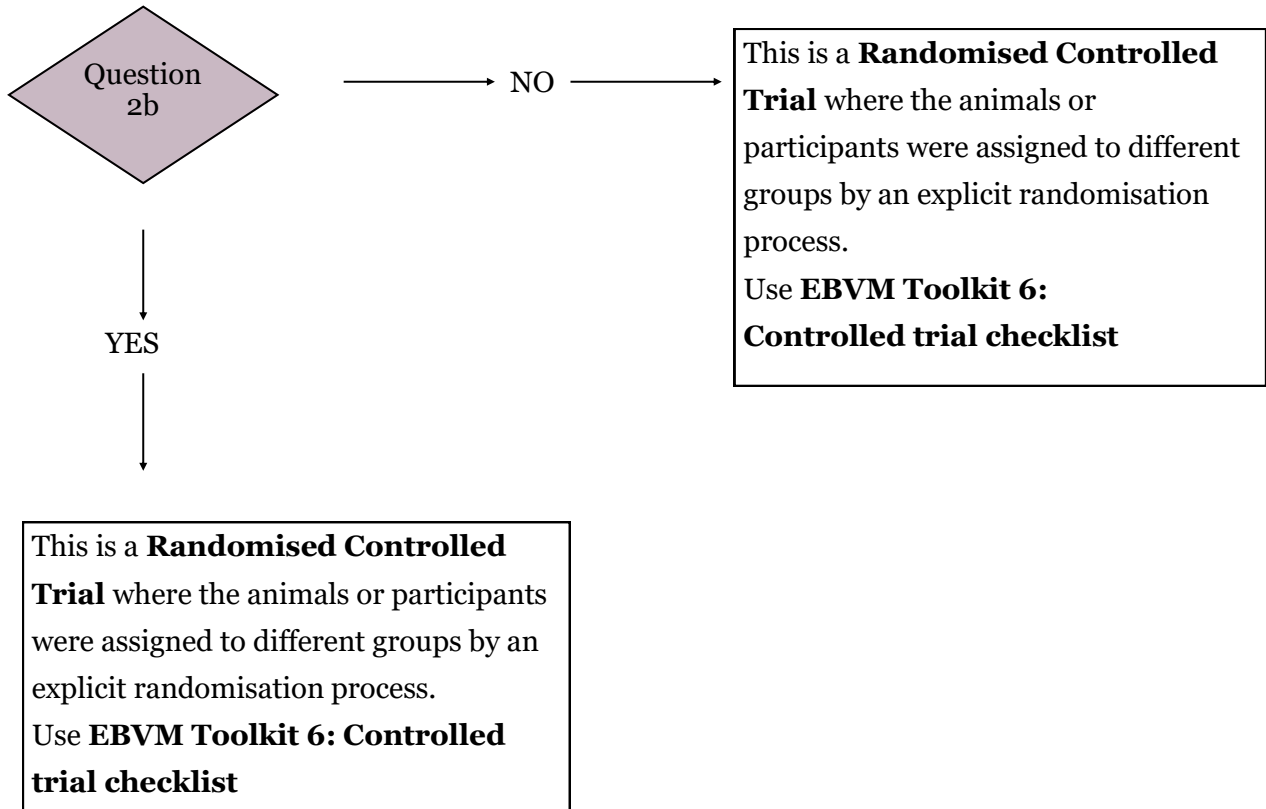 Question
2b
NO
This is a Randomised Controlled
Trial where the animals or
participants were assigned to different
groups by an explicit randomisation
process.
Use EBVM Toolkit 6:
Controlled trial checklist
YES
This is a Randomised Controlled
Trial where the animals or participants
were assigned to different groups by an
explicit randomisation process.
Use EBVM Toolkit 6: Controlled
trial checklist